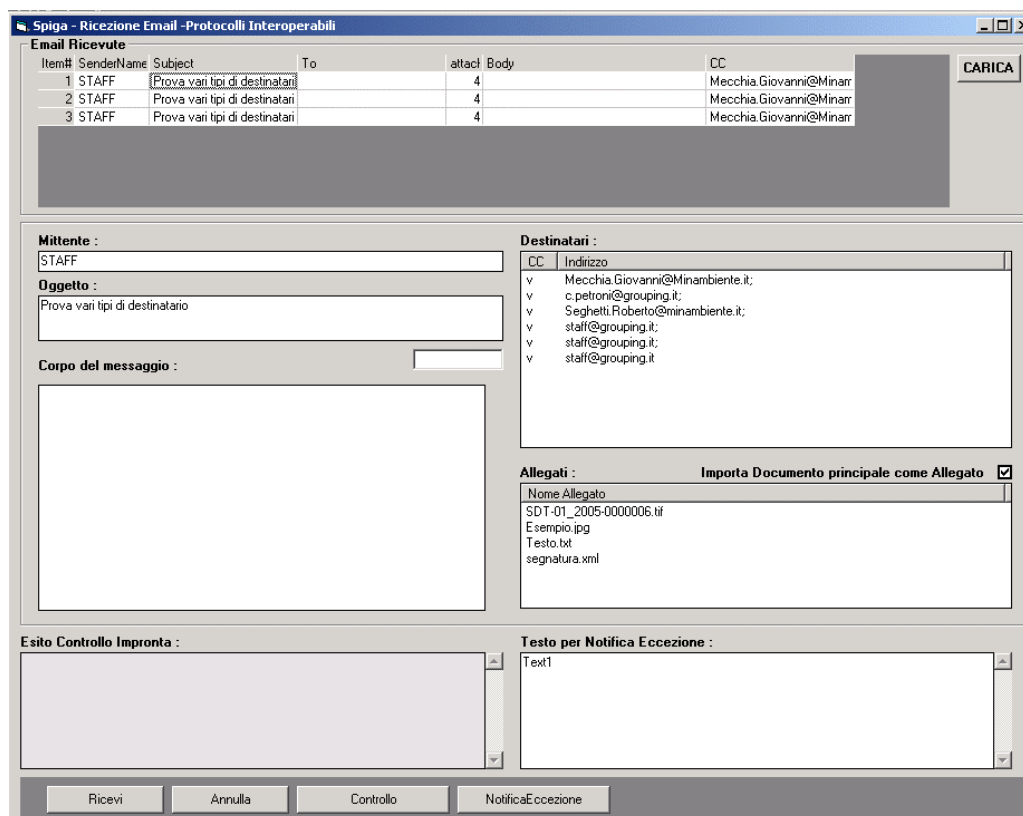 Spiga - Ricezione Email -Protocolli Interoperabili
Email Ricevute
Item# SenderName Subject To attach Body CC
1 STAFF Prova vari tipi di destinatari 4 Mecchia.Giovanni@Minam
2 STAFF Prova vari tipi di destinatari 4 Mecchia.Giovanni@Minam
3 STAFF Prova vari tipi di destinatari 4 Mecchia.Giovanni@Minam
CARICA
Mittente :
STAFF
Oggetto :
Prova vari tipi di destinatario
Corpo del messaggio :
Destinatari :
CC Indirizzo
v Mecchia.Giovanni@Minambiente.it;
v c.petroni@grouping.it;
v Seghetti.Roberto@minambiente.it;
v staff@grouping.it;
v staff@grouping.it;
v staff@grouping.it
Allegati : Importa Documento principale come Allegato
Nome Allegato
SDT-01_2005-0000006.tif
Esempio.jpg
Testo.txt
segnatura.xml
Esito Controllo Impronta :
Testo per Notifica Eccezione :
Text1
Ricevi Annulla Controllo NotificaEccezione